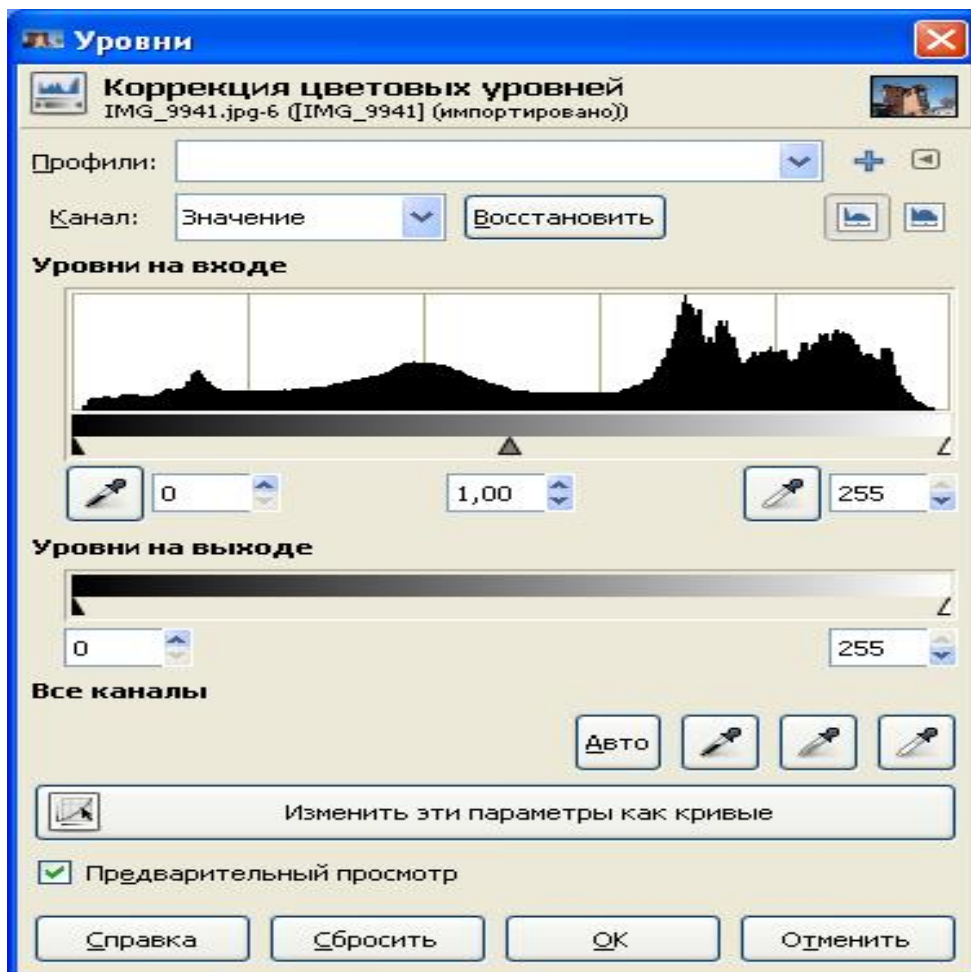 Уровни
Коррекция цветовых уровней
IMG_9941.jpg-6 ([IMG_9941] (импортировано))
Профили:
Канал: Значение Восстановить
Уровни на входе
0 1,00 255
Уровни на выходе
0 255
Все каналы
Авто
Изменить эти параметры как кривые
Предварительный просмотр
Справка Сбросить OK Отменить